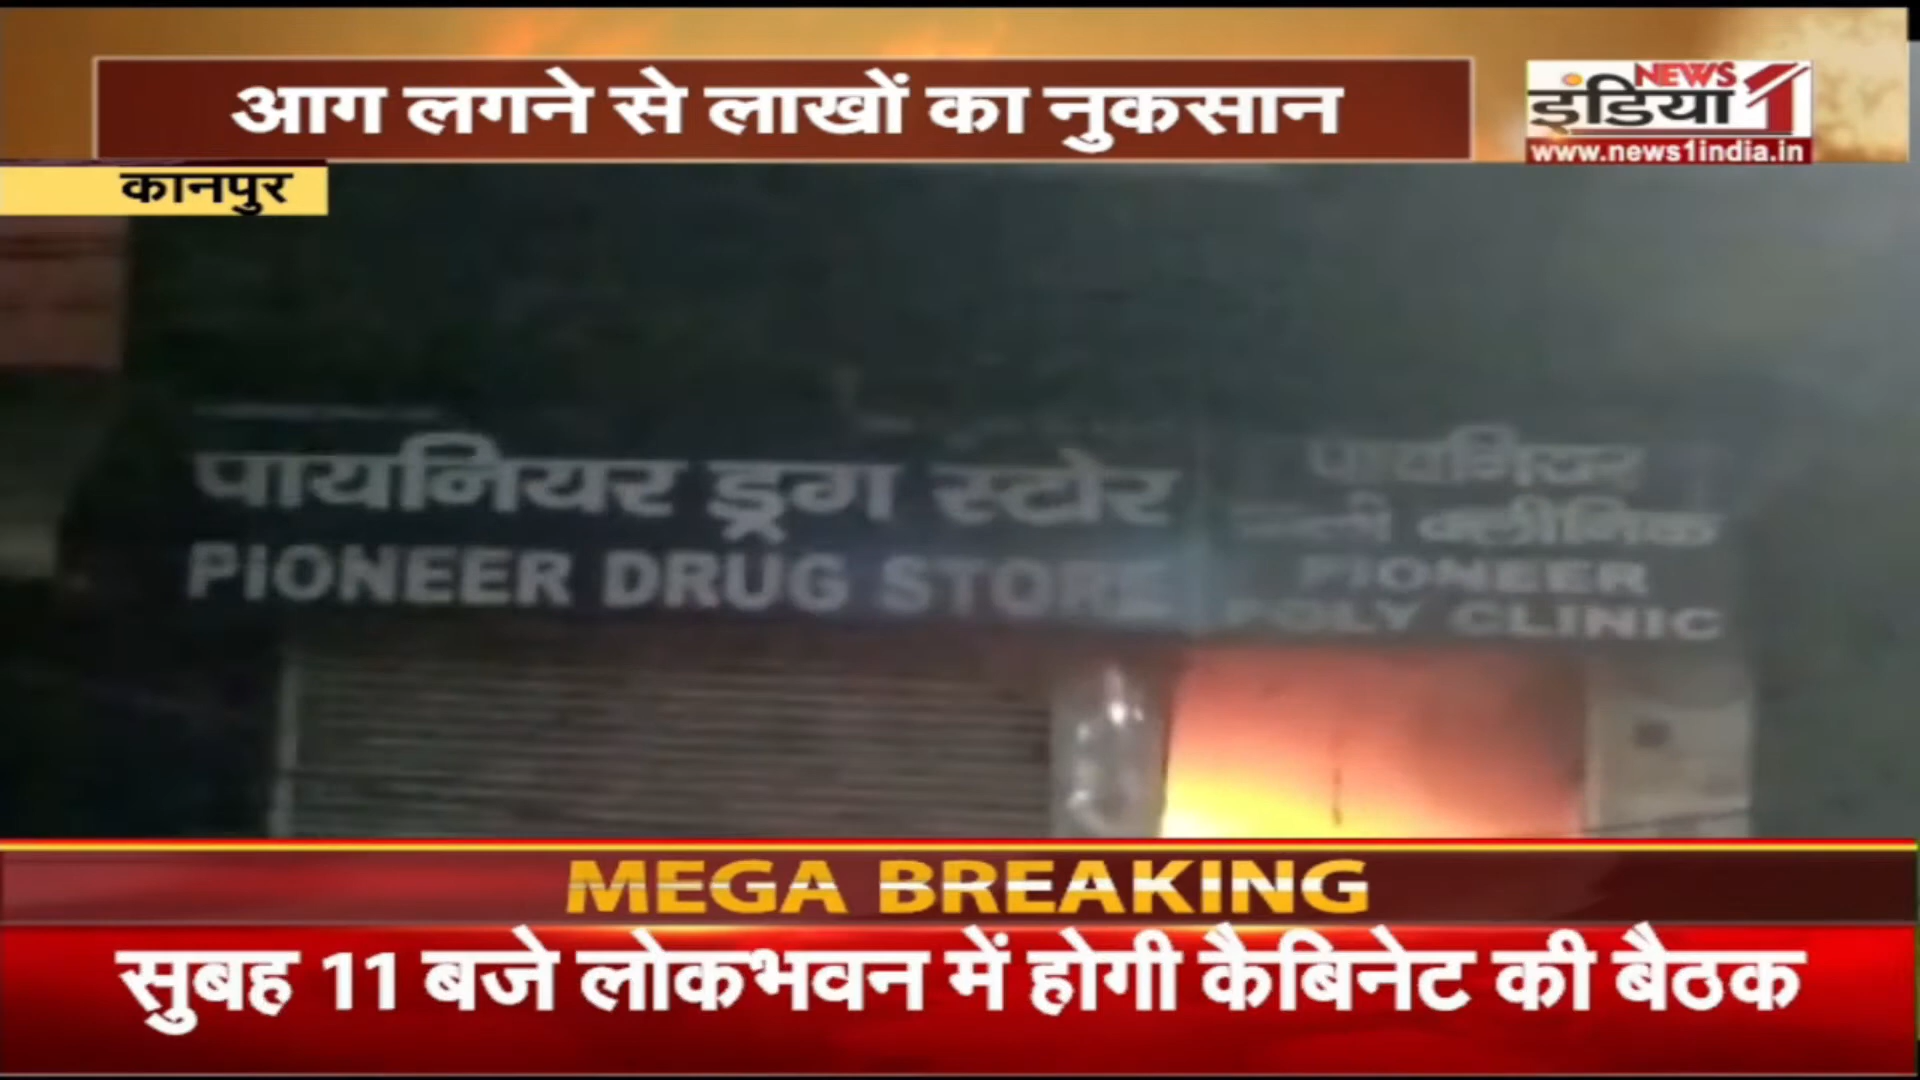 आग लगने से लाखों का नुकसान
NEWS
इंडिया 1
www.news1india.in
कानपुर
पायनियर ड्रग स्टोर
PIONEER DRUG STORE
पायनियर
क्लीनिक
PIONEER
POLY CLINIC
MEGA BREAKING
सुबह 11 बजे लोकभवन में होगी कैबिनेट की बैठक